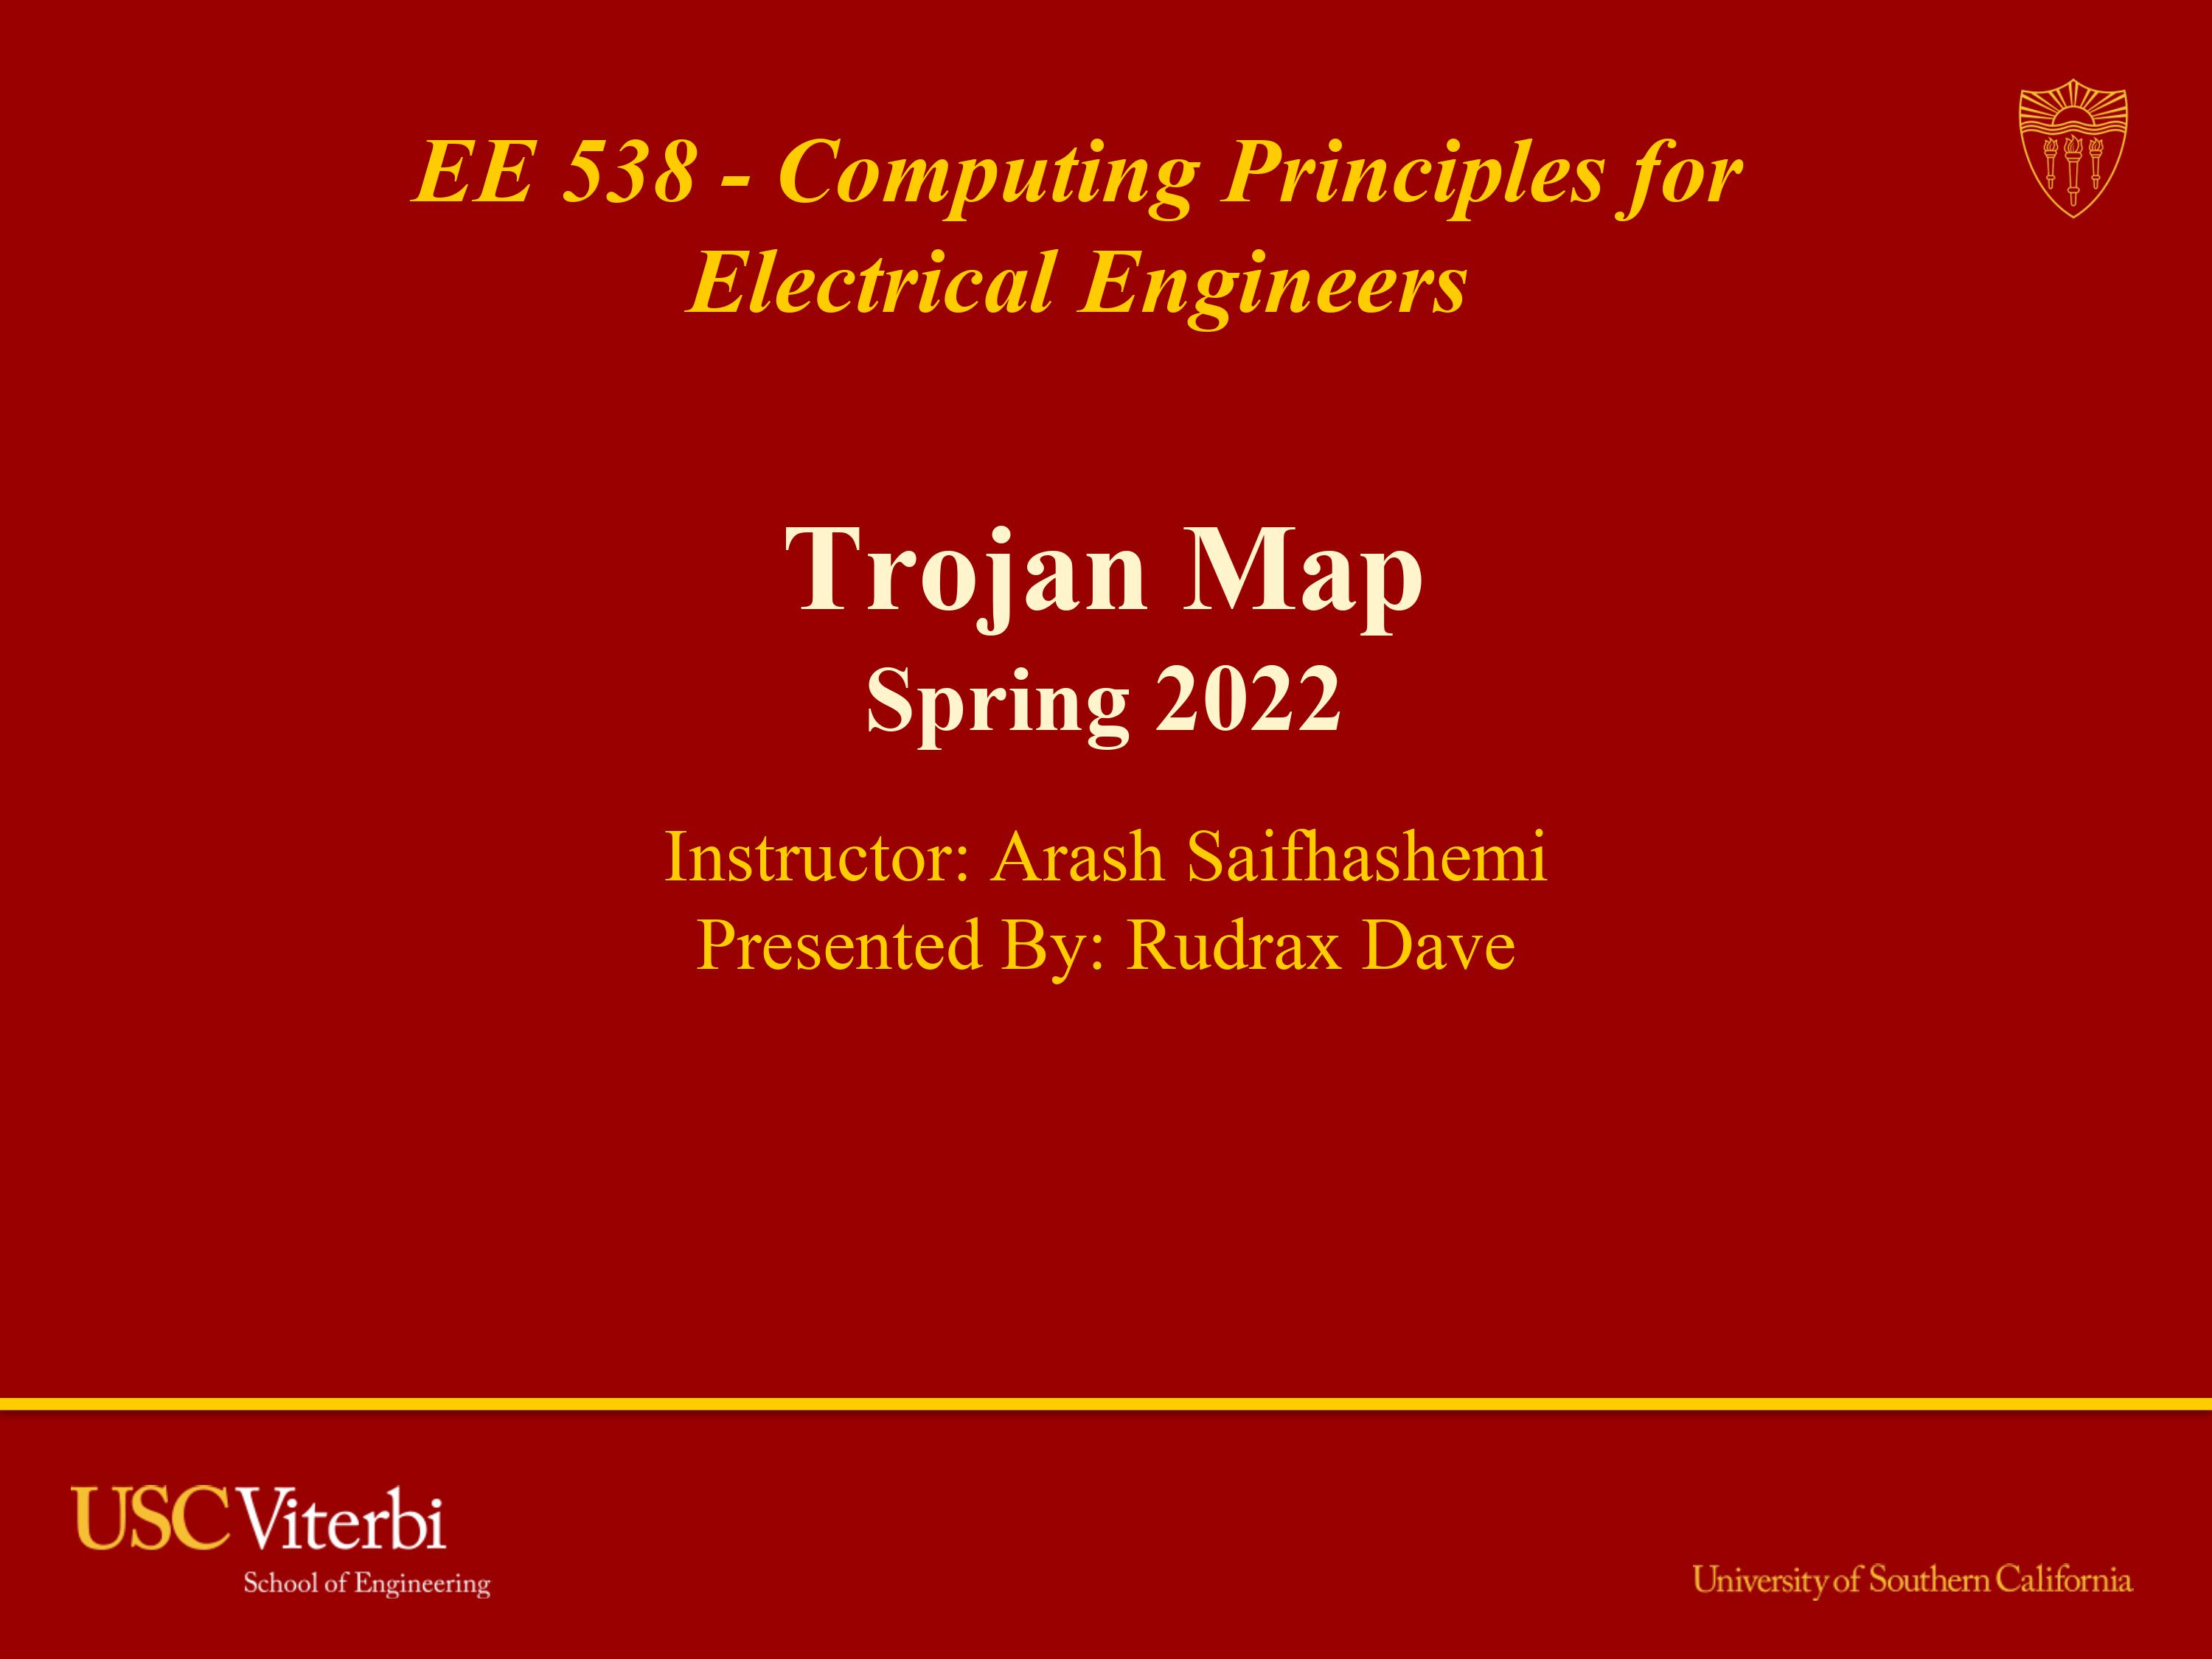 EE 538 - Computing Principles for
Electrical Engineers
Trojan Map
Spring 2022
Instructor: Arash Saifhashemi
Presented By: Rudrax Dave
USC Viterbi
School of Engineering
University of Southern California